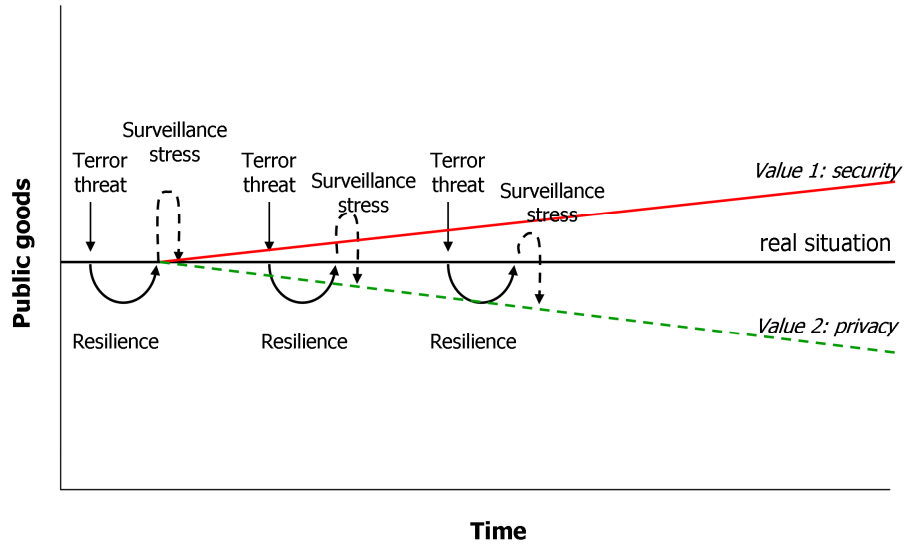 Surveillance
stress
Terror
threat
Terror
threat
Surveillance
stress
Terror
threat
Surveillance
stress
Value 1: security
real situation
Public goods
Resilience
Resilience
Resilience
Value 2: privacy
Time